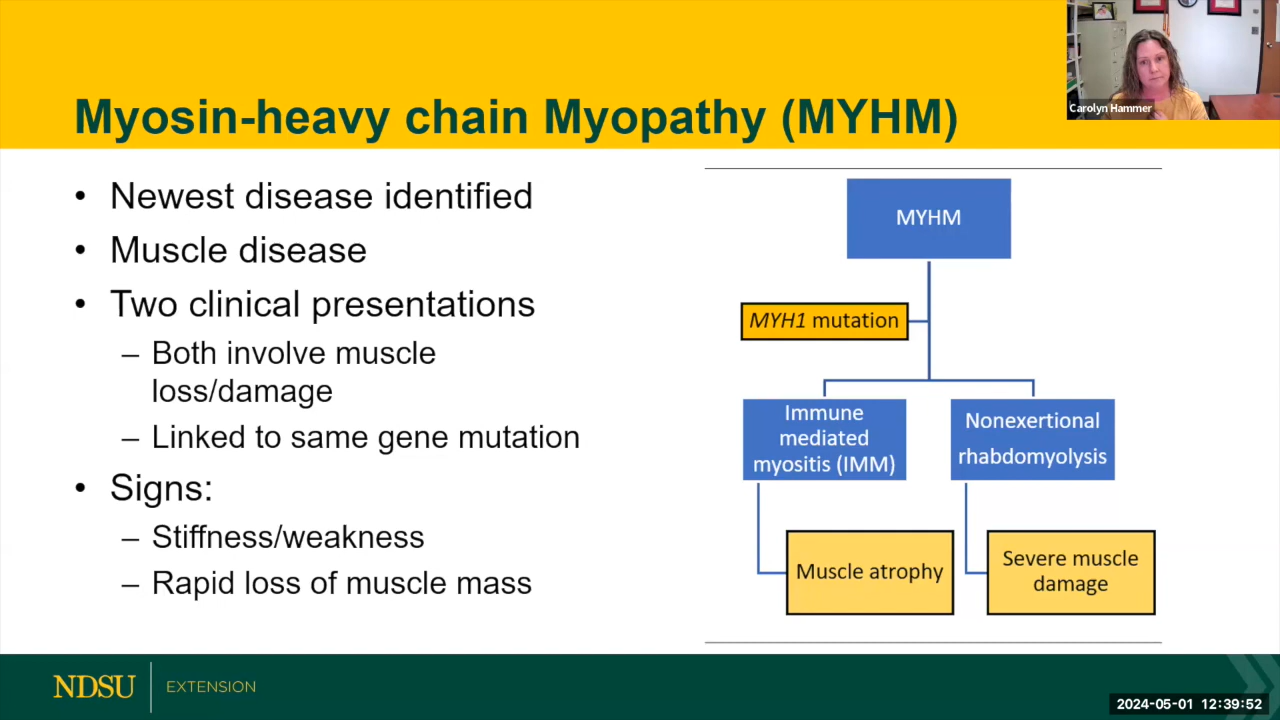 Carolyn Hammer
Myosin-heavy chain Myopathy (MYHM)
• Newest disease identified
• Muscle disease
• Two clinical presentations
– Both involve muscle
loss/damage
– Linked to same gene mutation
• Signs:
– Stiffness/weakness
– Rapid loss of muscle mass
MYHM
MYH1 mutation
Immune
mediated
myositis (IMM)
Nonexertional
rhabdomyolysis
Muscle atrophy
Severe muscle
damage
NDSU
EXTENSION
2024-05-01 12:39:52